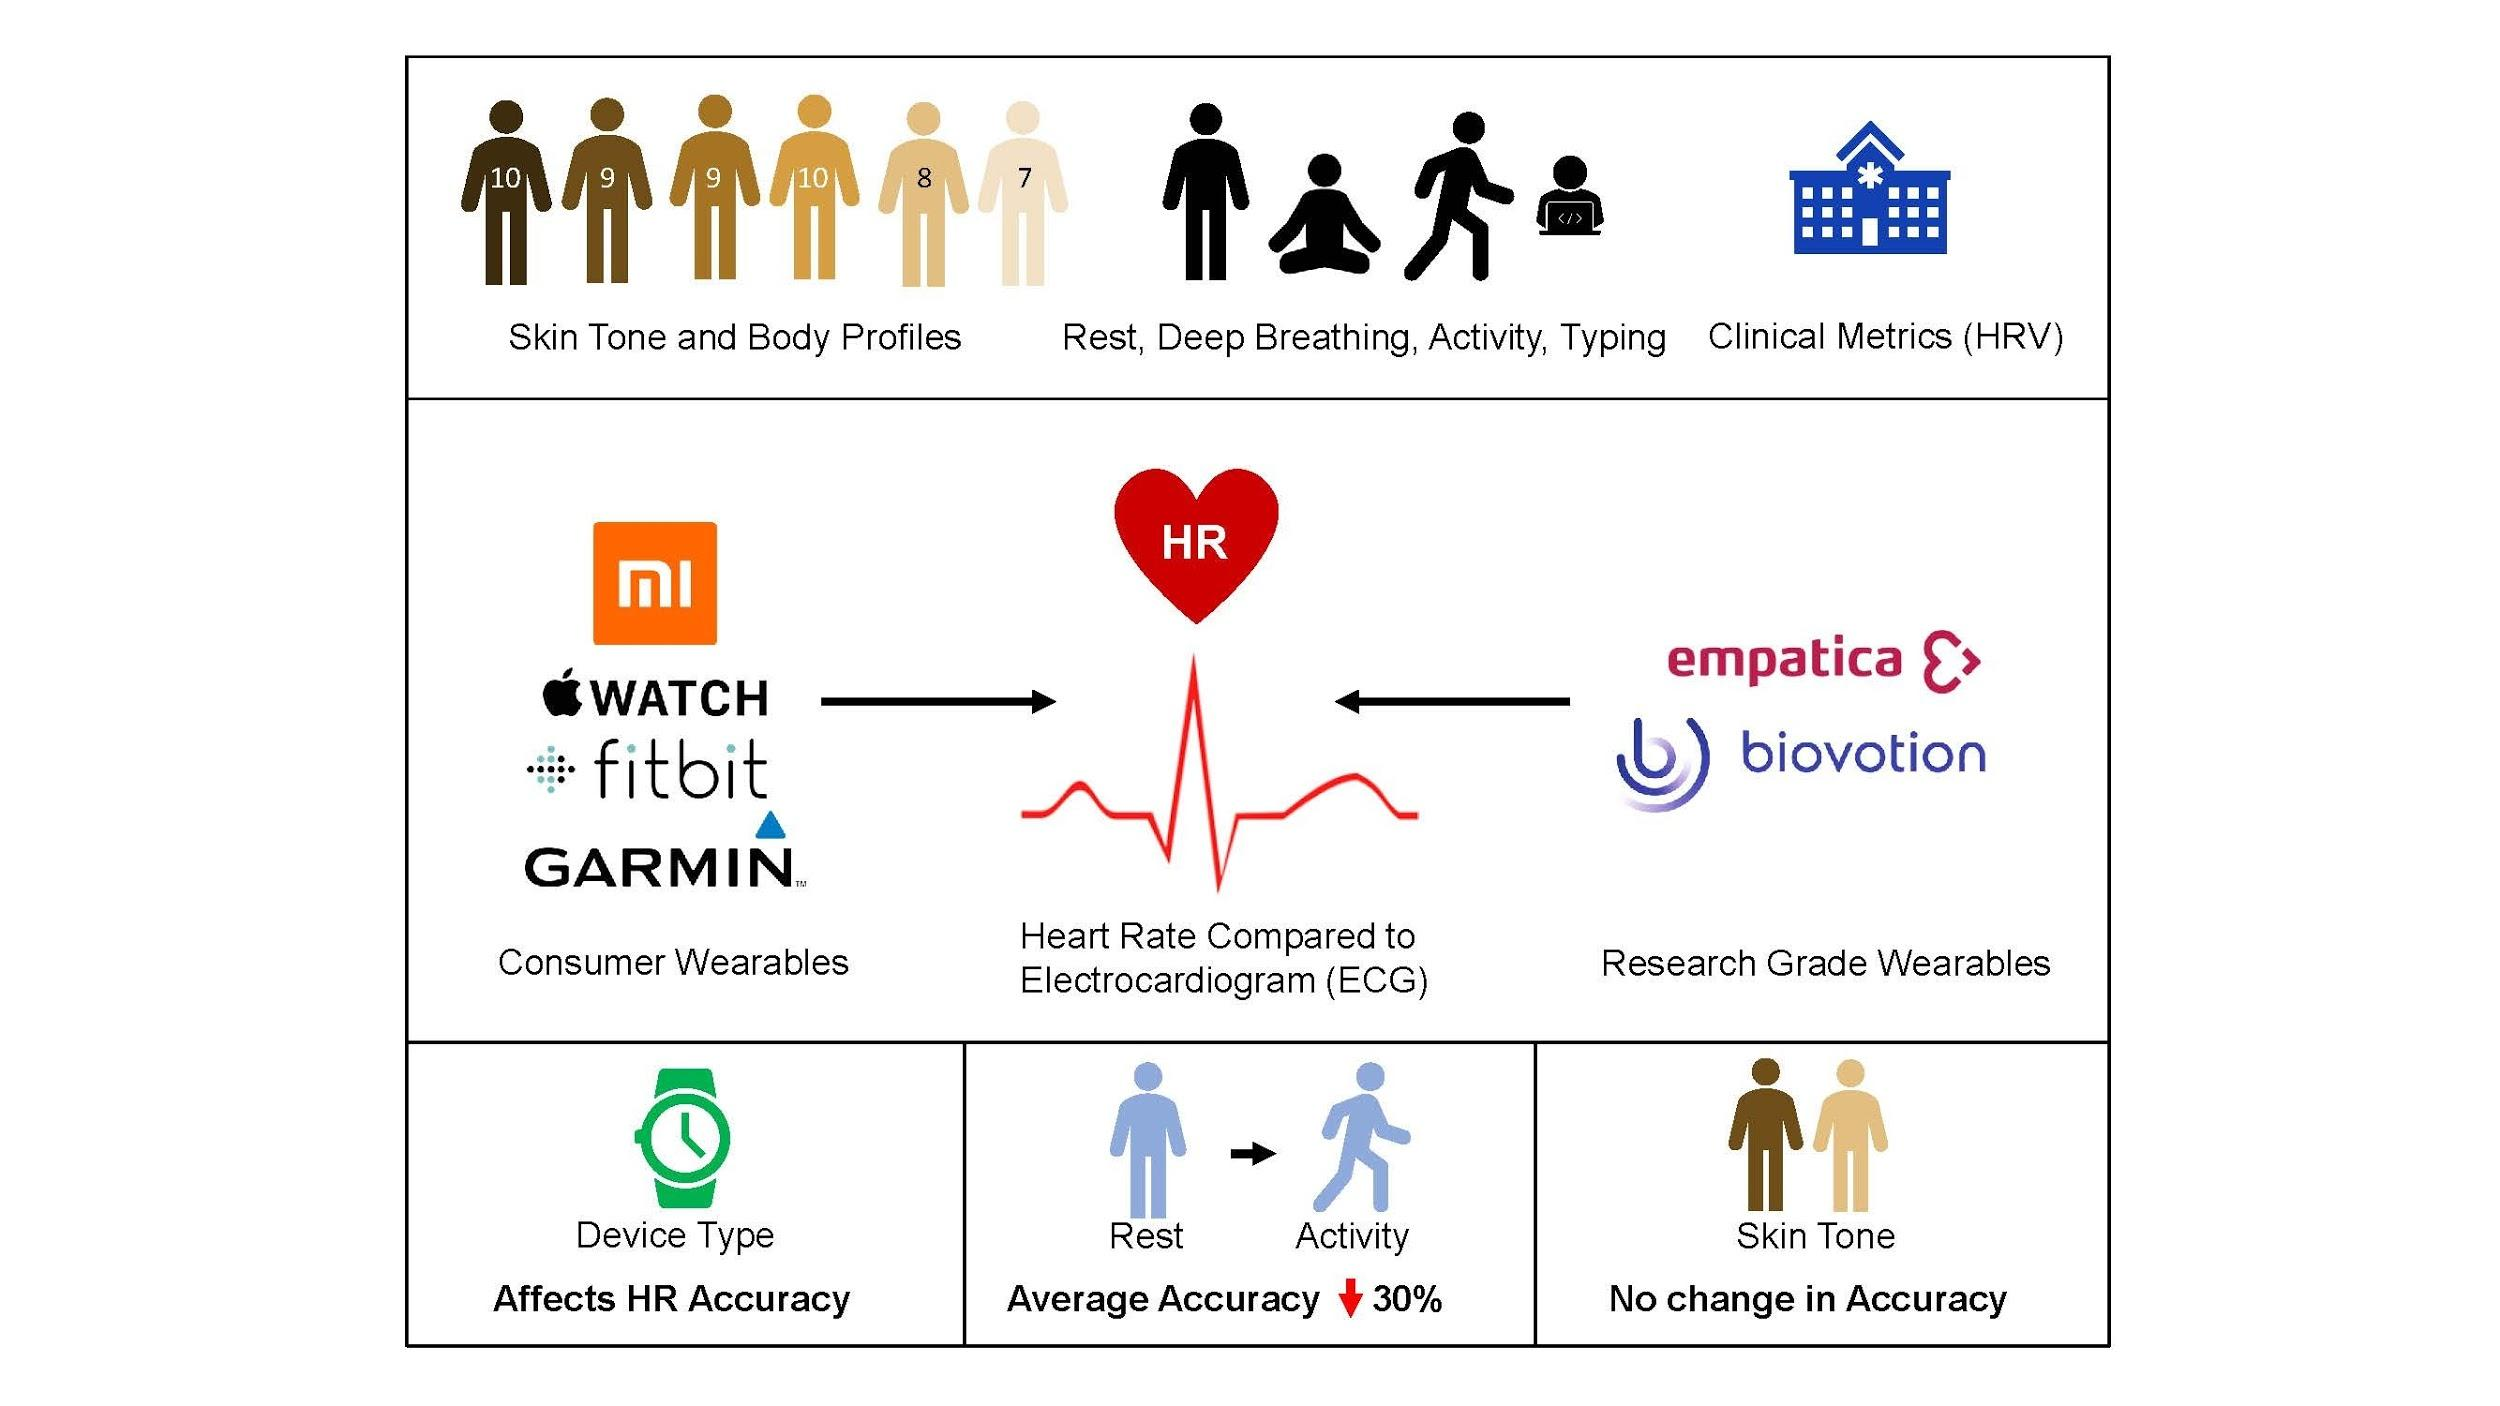 10 9 9 10 8 7
</>
Skin Tone and Body Profiles
Rest, Deep Breathing, Activity, Typing
Clinical Metrics (HRV)
HR
mi
WATCH
fitbit
GARMIN™
Consumer Wearables
Heart Rate Compared to
Electrocardiogram (ECG)
empatica
biovotion
Research Grade Wearables
Device Type
Affects HR Accuracy
Rest
Activity
Average Accuracy 30%
Skin Tone
No change in Accuracy